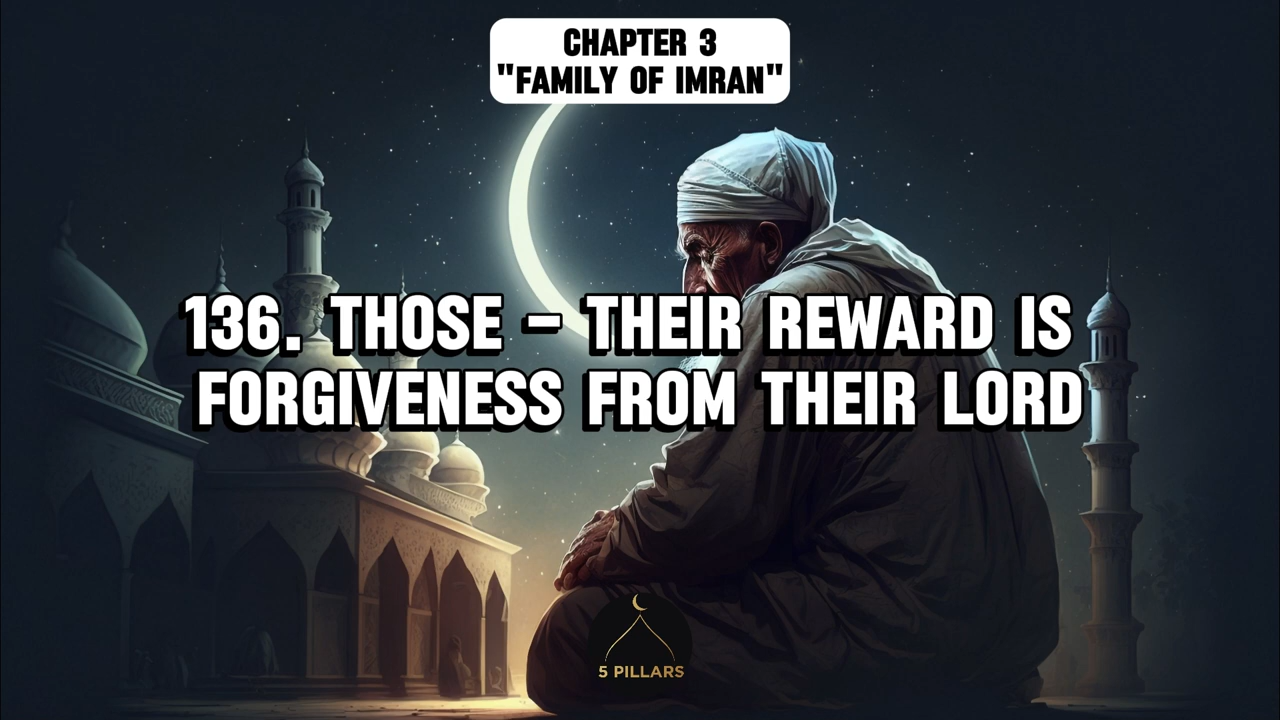 CHAPTER 3
"FAMILY OF IMRAN"
136. THOSE – THEIR REWARD IS
FORGIVENESS FROM THEIR LORD
5 PILLARS